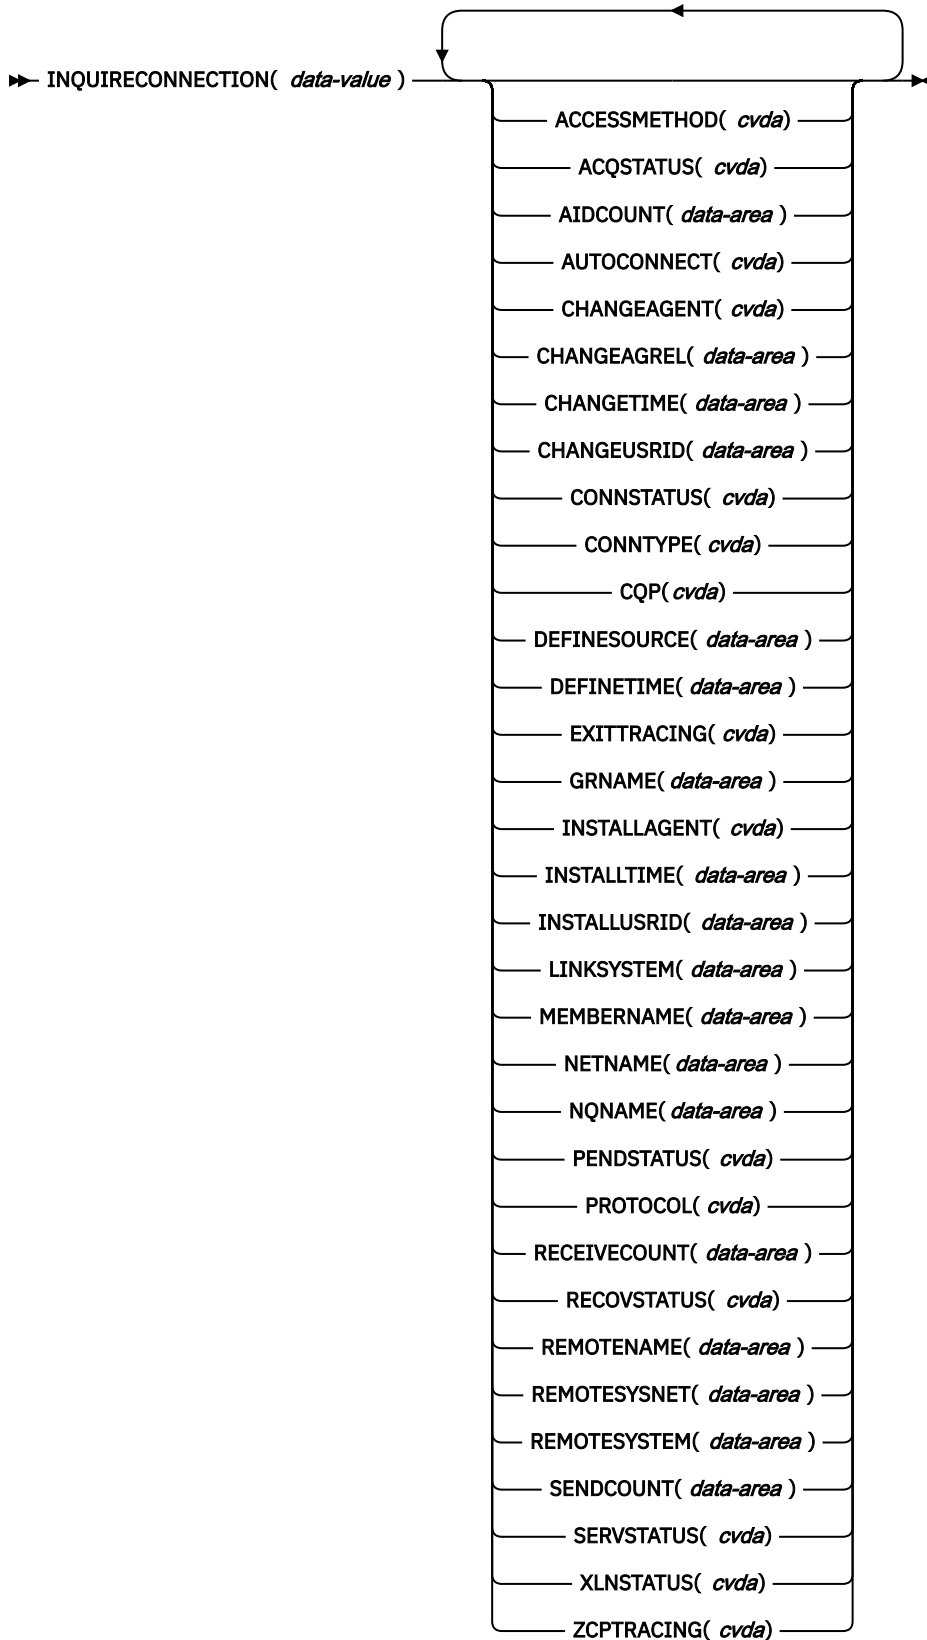 INQUIRECONNECTION( data-value )
ACCESSMETHOD( cvda)
ACQSTATUS( cvda)
AIDCOUNT( data-area )
AUTOCONNECT( cvda)
CHANGEAGENT( cvda)
CHANGEAGREL( data-area )
CHANGETIME( data-area )
CHANGEUSRID( data-area )
CONNSTATUS( cvda)
CONNTYPE( cvda)
CQP( cvda)
DEFINESOURCE( data-area )
DEFINETIME( data-area )
EXITTRACING( cvda)
GRNAME( data-area )
INSTALLAGENT( cvda)
INSTALLTIME( data-area )
INSTALLUSRID( data-area )
LINKSYSTEM( data-area )
MEMBERNAME( data-area )
NETNAME( data-area )
NQNAME( data-area )
PENDSTATUS( cvda)
PROTOCOL( cvda)
RECEIVECOUNT( data-area )
RECOVSTATUS( cvda)
REMOTENAME( data-area )
REMOTESYSNET( data-area )
REMOTESYSTEM( data-area )
SENDCOUNT( data-area )
SERVSTATUS( cvda)
XLNSTATUS( cvda)
ZCPTRACING( cvda)